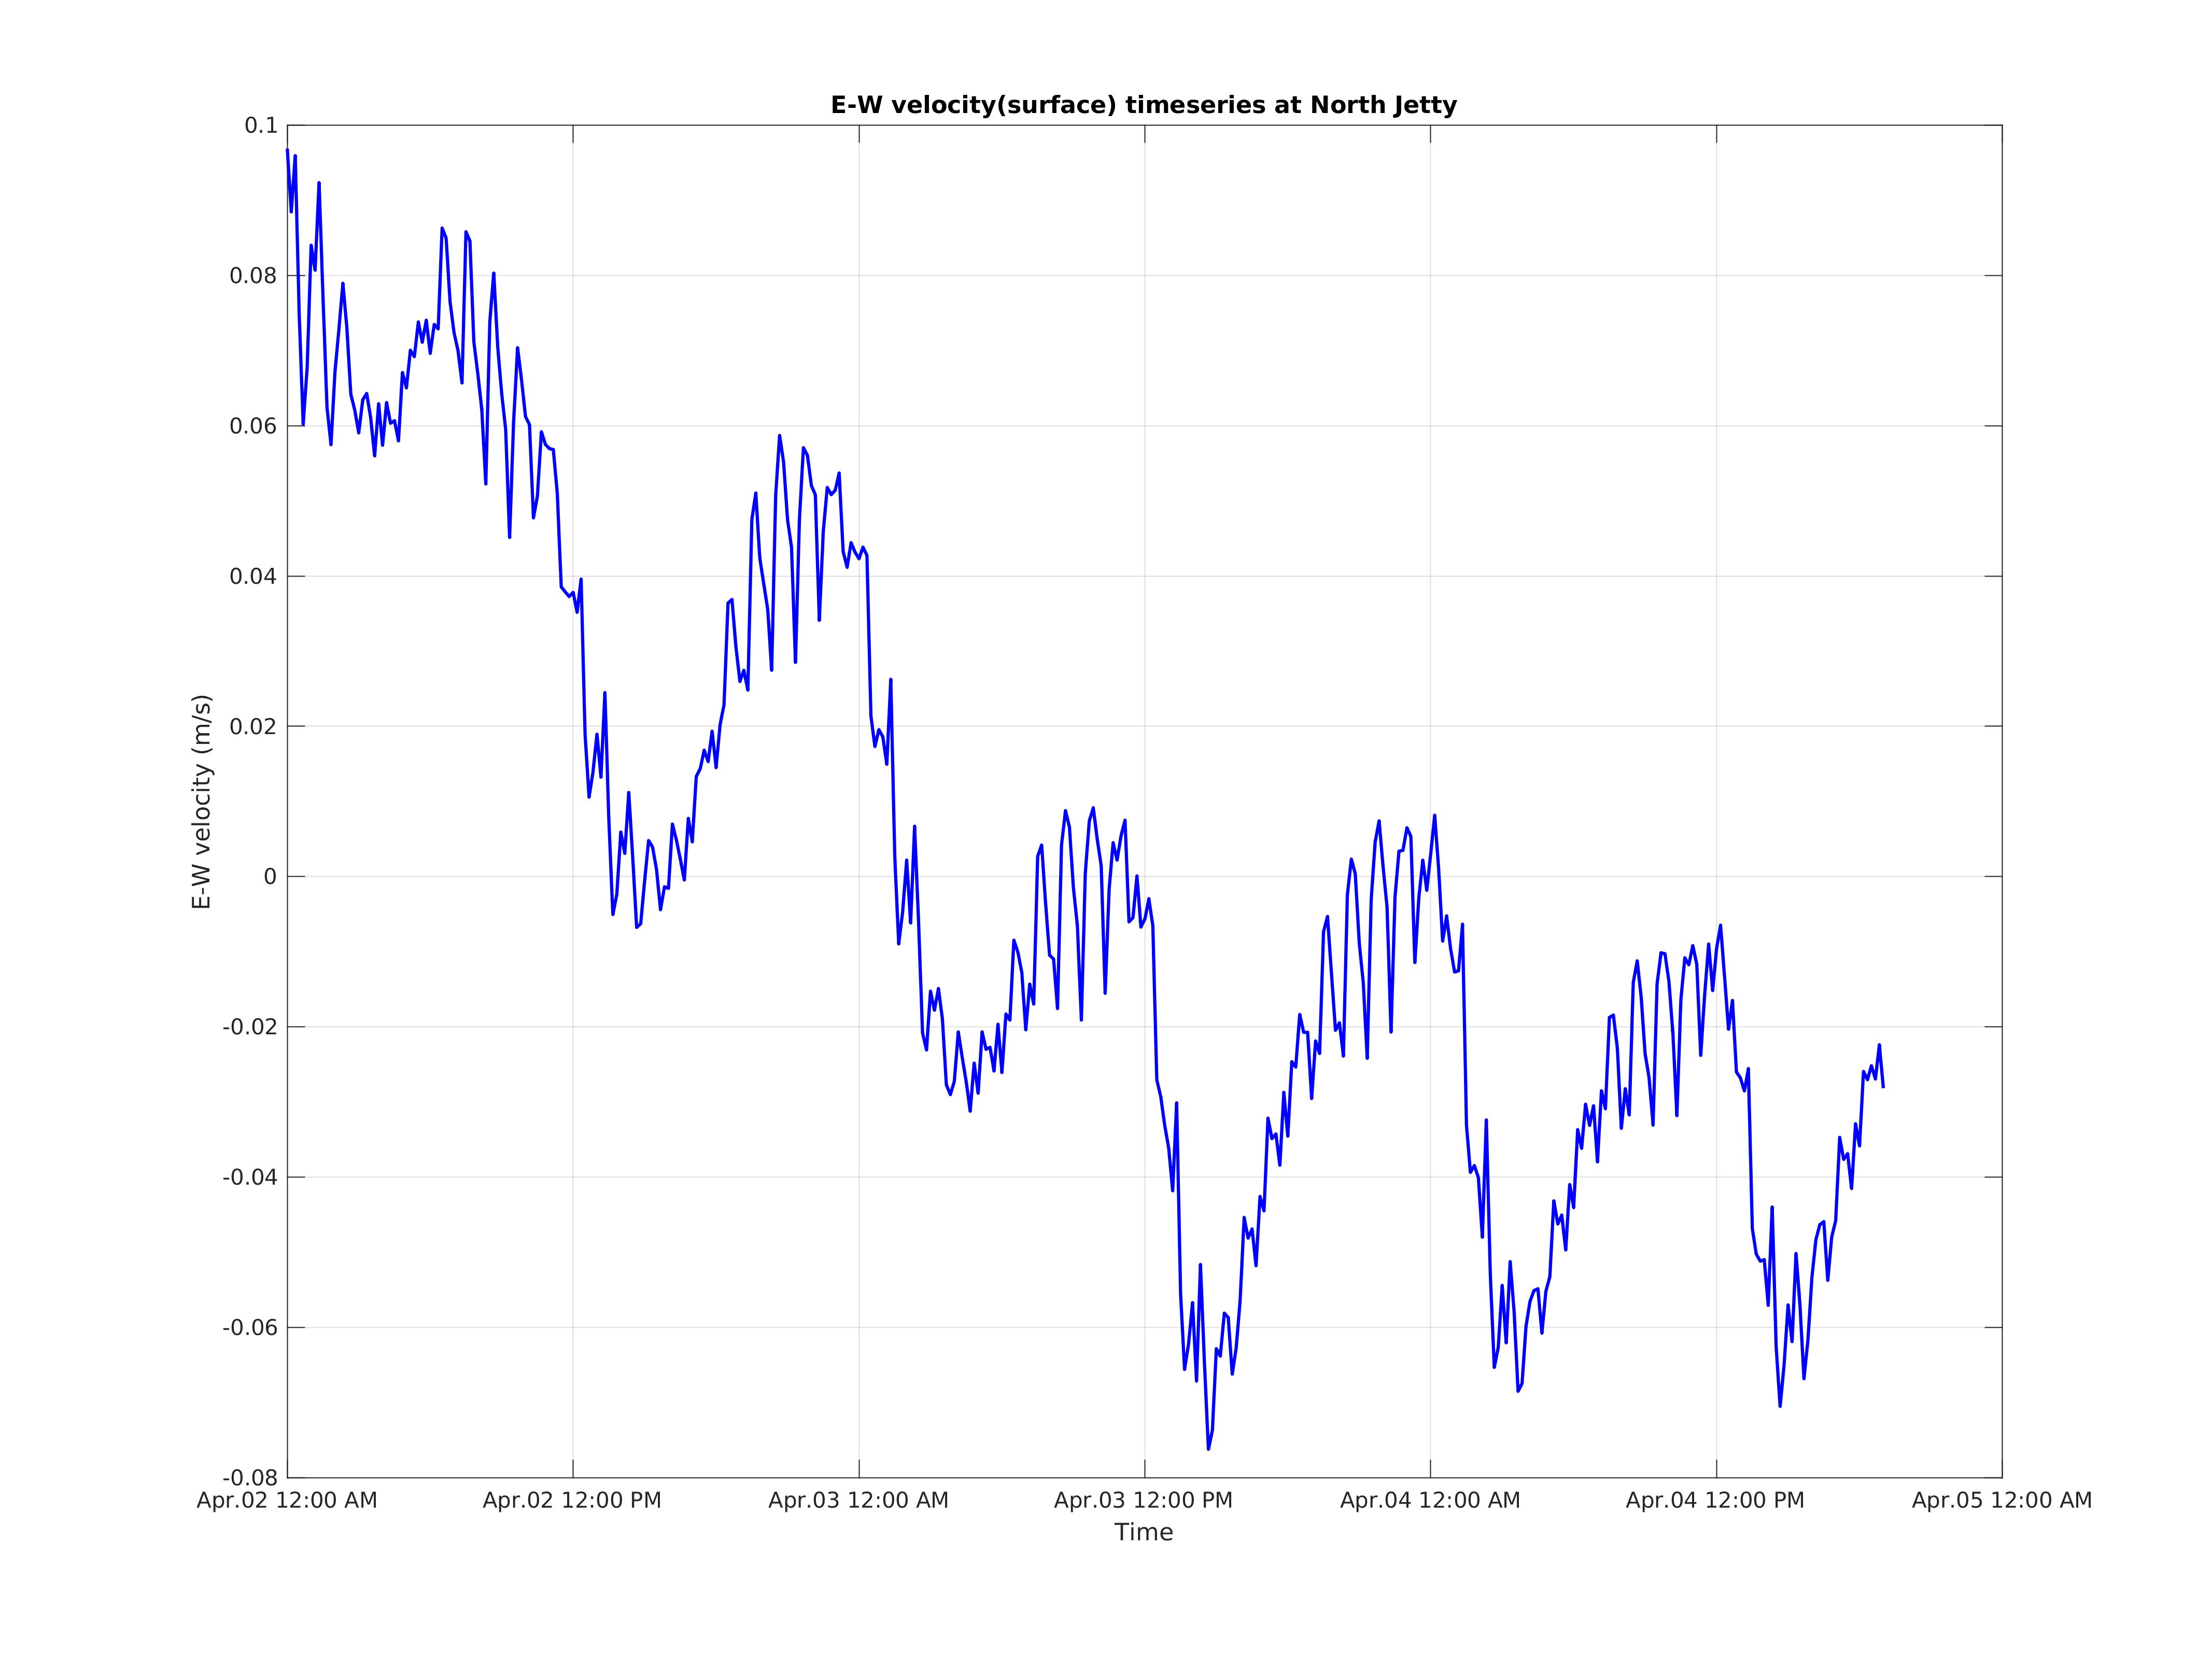 E-W velocity(surface) timeseries at North Jetty
0.1
0.08
0.06
0.04
0.02
0
-0.02
-0.04
-0.06
-0.08
E-W velocity (m/s)
Apr.02 12:00 AM Apr.02 12:00 PM Apr.03 12:00 AM Apr.03 12:00 PM Apr.04 12:00 AM Apr.04 12:00 PM Apr.05 12:00 AM
Time